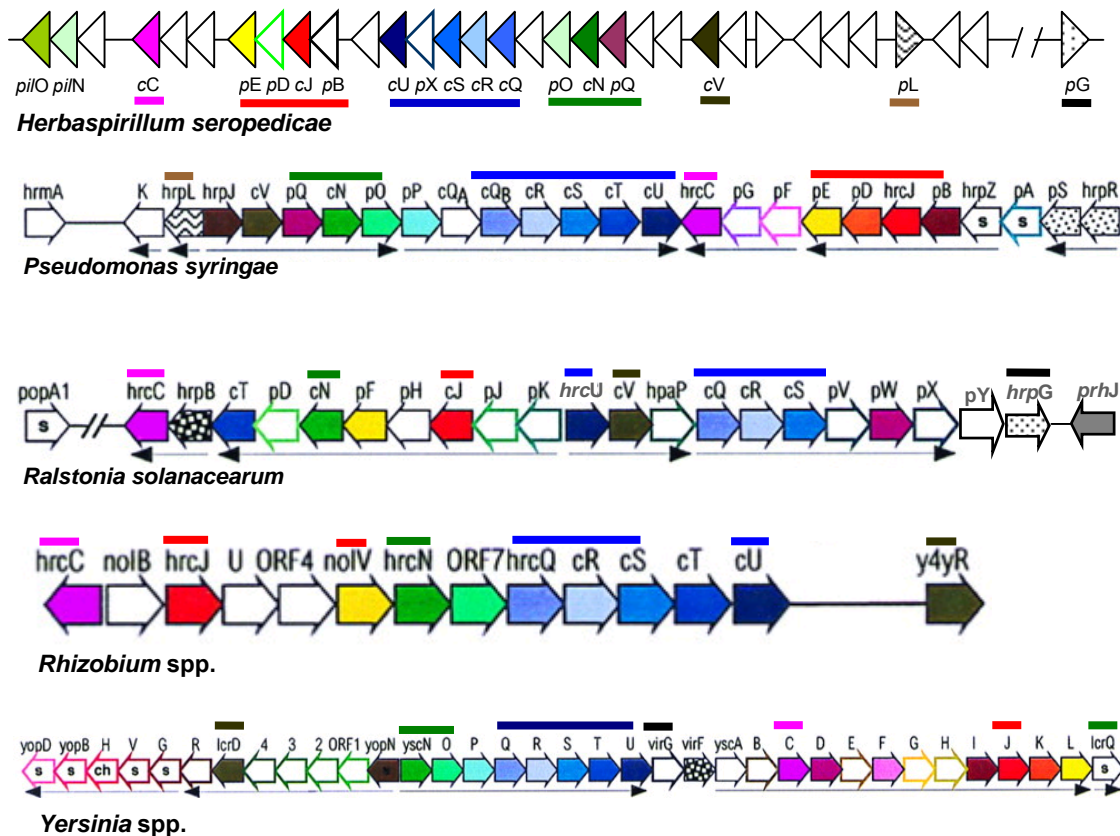 pilO pilN cC pE pD cJ pB cU pX cS cR cQ pO cN pQ cV pL pG
Herbaspirillum seropedicae
hrmA K hrpL hrpJ cV pQ cN pO pP cQA cQB cR cS cT cU hrcC pG pF pE pD hrcJ pB hrpZ pA pS hrpR
s s
Pseudomonas syringae
popA1 hrcC hrpB cT pD cN pF pH cJ pJ pK hrcU cV hpaP cQ cR cS pV pW pX pY hrpG prhJ
s
Ralstonia solanacearum
hrcC nolB hrcJ U ORF4 nolV hrcN ORF7 hrcQ cR cS cT cU y4yR
Rhizobium spp.
yopD yopB H V G R lcrD 4 3 2 ORF1 yopN yscN O P Q R S T U virG virF yscA B C D E F G H I J K L lcrQ
s s ch s s s s
Yersinia spp.